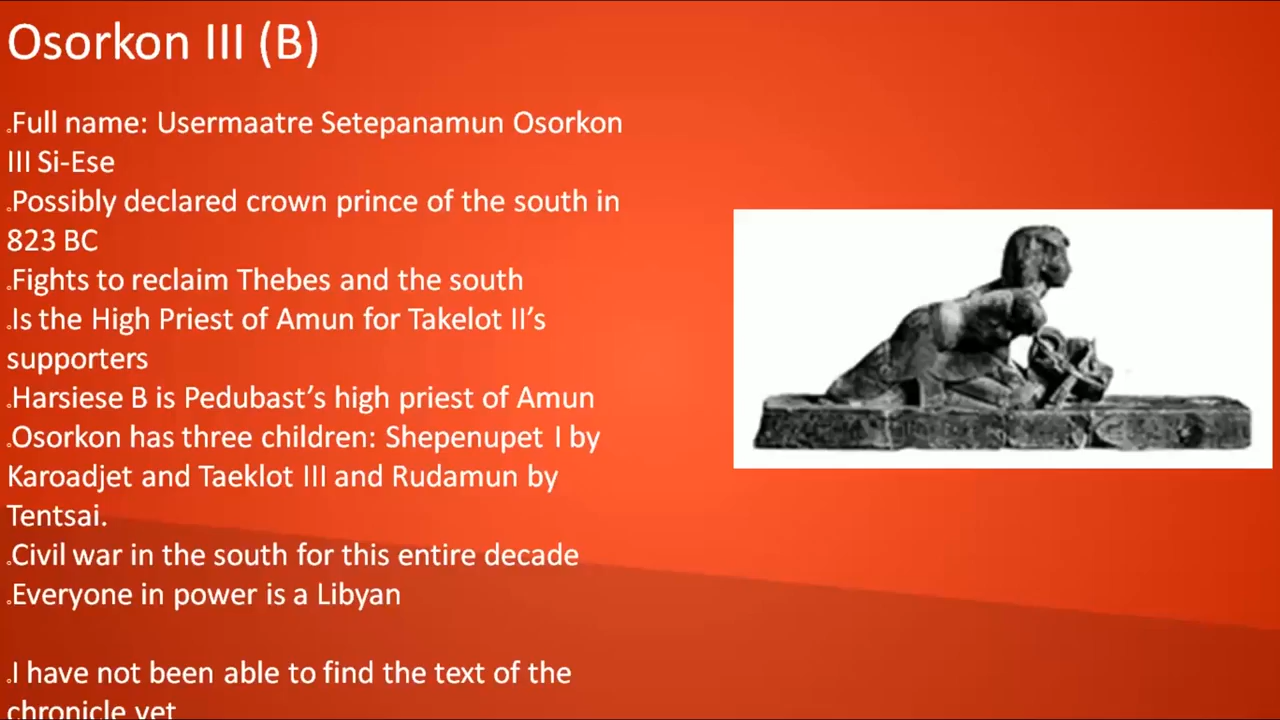 Osorkon III (B)
.Full name: Usermaatre Setepanamun Osorkon
III Si-Ese
.Possibly declared crown prince of the south in
823 BC
.Fights to reclaim Thebes and the south
.Is the High Priest of Amun for Takelot II’s
supporters
.Harsiese B is Pedubast’s high priest of Amun
.Osorkon has three children: Shepenupet I by
Karoadjet and Taeklot III and Rudamun by
Tentsai.
.Civil war in the south for this entire decade
.Everyone in power is a Libyan
.I have not been able to find the text of the
chronicle yet